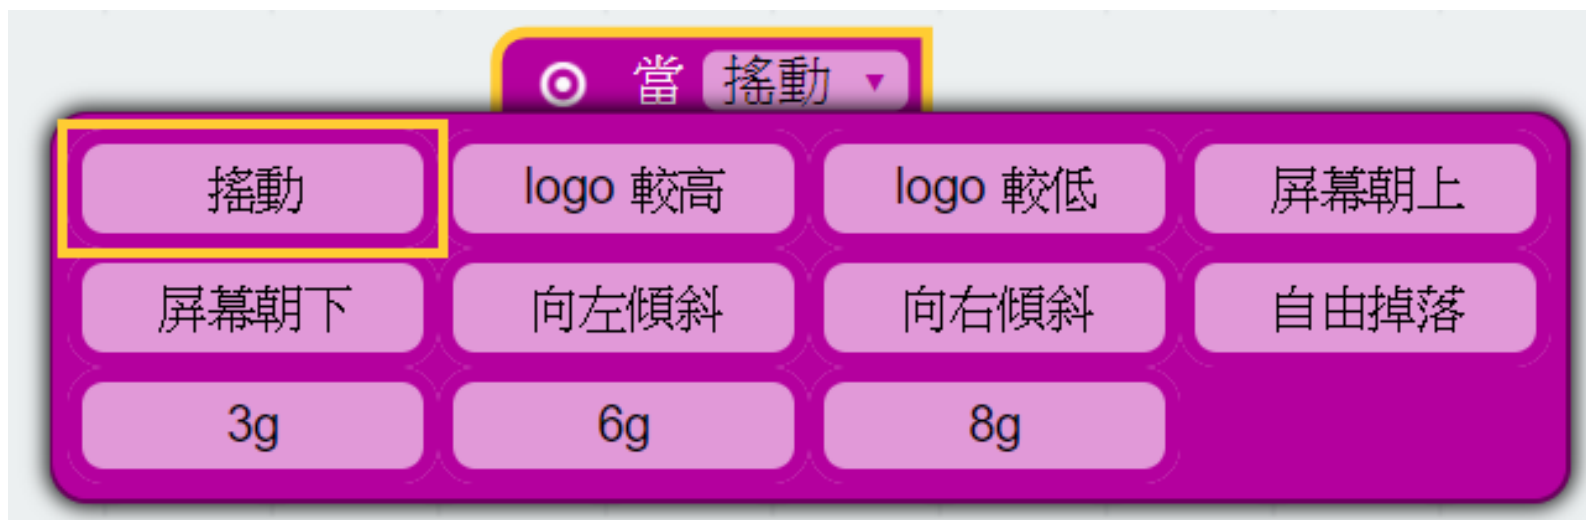 當 搖動
搖動 logo 較高 logo 較低 屏幕朝上
屏幕朝下 向左傾斜 向右傾斜 自由掉落
3g 6g 8g